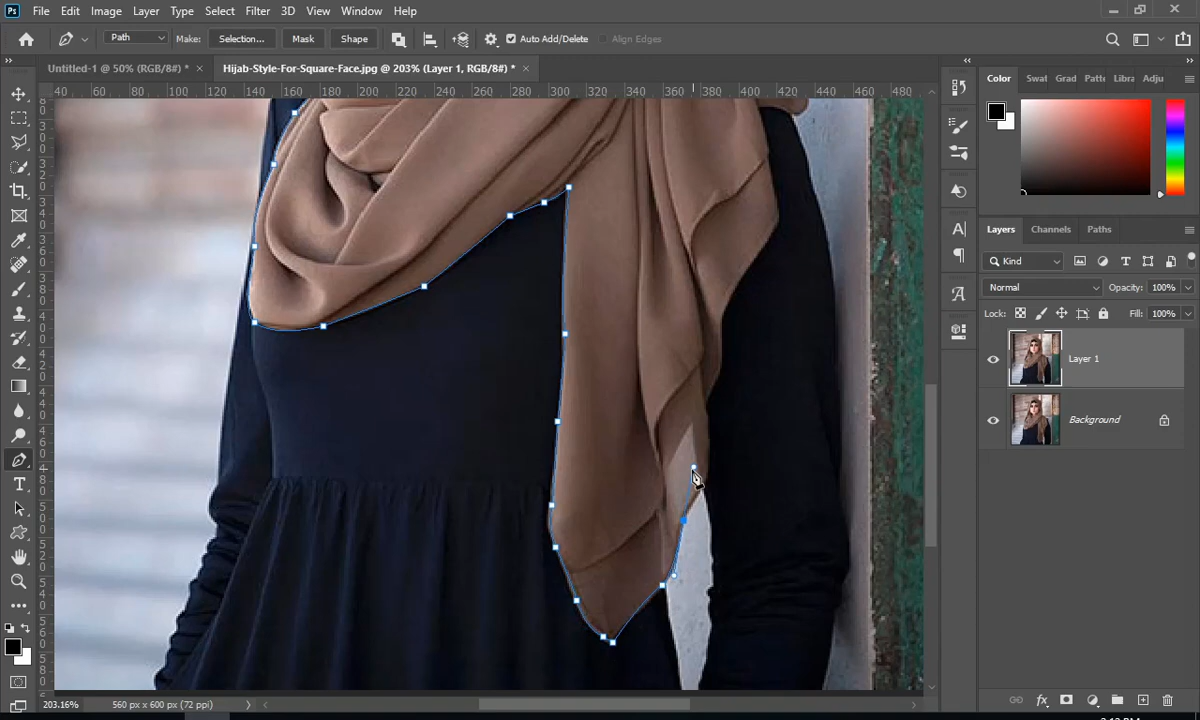 Ps File Edit Image Layer Type Select Filter 3D View Window Help
Path Make: Selection... Mask Shape Auto Add/Delete Align Edges
Untitled-1 @ 50% (RGB/8#) * × Hijab-Style-For-Square-Face.jpg @ 203% (Layer 1, RGB/8#) * ×
40 60 80 100 120 140 160 180 200 220 240 260 280 300 320 340 360 380 400 420 440 460 480
Color Swat Grad Path Libra Adju
Layers Channels Paths
Kind
Normal Opacity: 100%
Lock: Fill: 100%
Layer 1
Background
203.16% 560 px x 600 px (72 ppi)